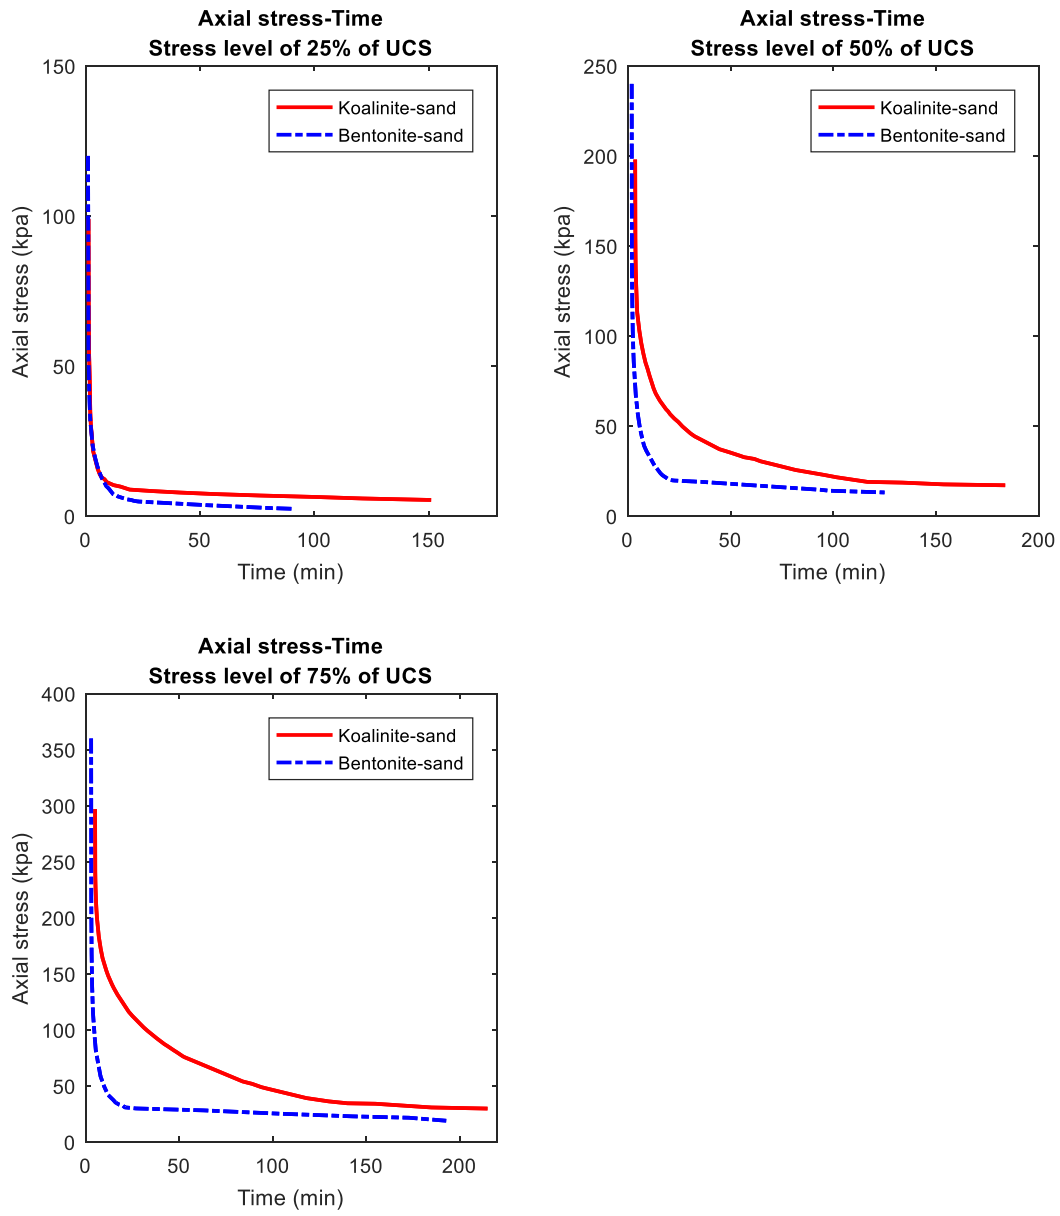 Axial stress-Time
Stress level of 25% of UCS
150
100
50
0
Axial stress (kpa)
Koalinite-sand
Bentonite-sand
0 50 100 150
Time (min)
Axial stress-Time
Stress level of 50% of UCS
250
200
150
100
50
0
Axial stress (kpa)
Koalinite-sand
Bentonite-sand
0 50 100 150 200
Time (min)
Axial stress-Time
Stress level of 75% of UCS
400
350
300
250
200
150
100
50
0
Axial stress (kpa)
Koalinite-sand
Bentonite-sand
0 50 100 150 200
Time (min)